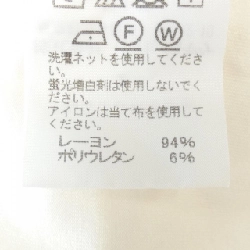 F W
洗濯ネットを使用してくださ
い。
蛍光増白剤は使用しないでく
ださい。
アイロンは当て布を使用して
ください。
レーヨン 94%
ポリウレタン 6%